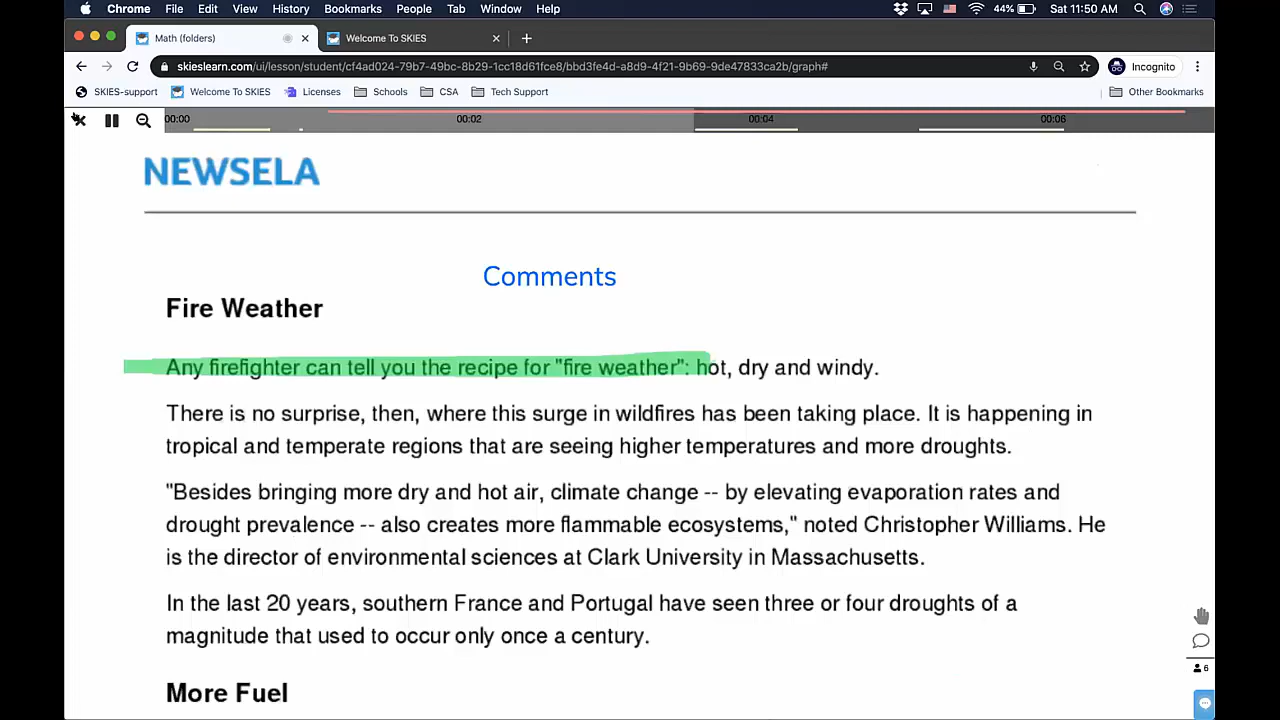 Chrome File Edit View History Bookmarks People Tab Window Help 44% Sat 11:50 AM
Math (folders) Welcome To SKIES
skieslearn.com/ui/lesson/student/cf4ad024-79b7-49bc-8b29-1cc18d61fce8/bbd3fe4d-a8d9-4f21-9b69-9de47833ca2b/graph# Incognito
SKIES-support Welcome To SKIES Licenses Schools CSA Tech Support Other Bookmarks
00:00 00:02 00:04 00:06
NEWSELA
Comments
Fire Weather
Any firefighter can tell you the recipe for "fire weather": hot, dry and windy.
There is no surprise, then, where this surge in wildfires has been taking place. It is happening in
tropical and temperate regions that are seeing higher temperatures and more droughts.
"Besides bringing more dry and hot air, climate change -- by elevating evaporation rates and
drought prevalence -- also creates more flammable ecosystems," noted Christopher Williams. He
is the director of environmental sciences at Clark University in Massachusetts.
In the last 20 years, southern France and Portugal have seen three or four droughts of a
magnitude that used to occur only once a century.
6
More Fuel